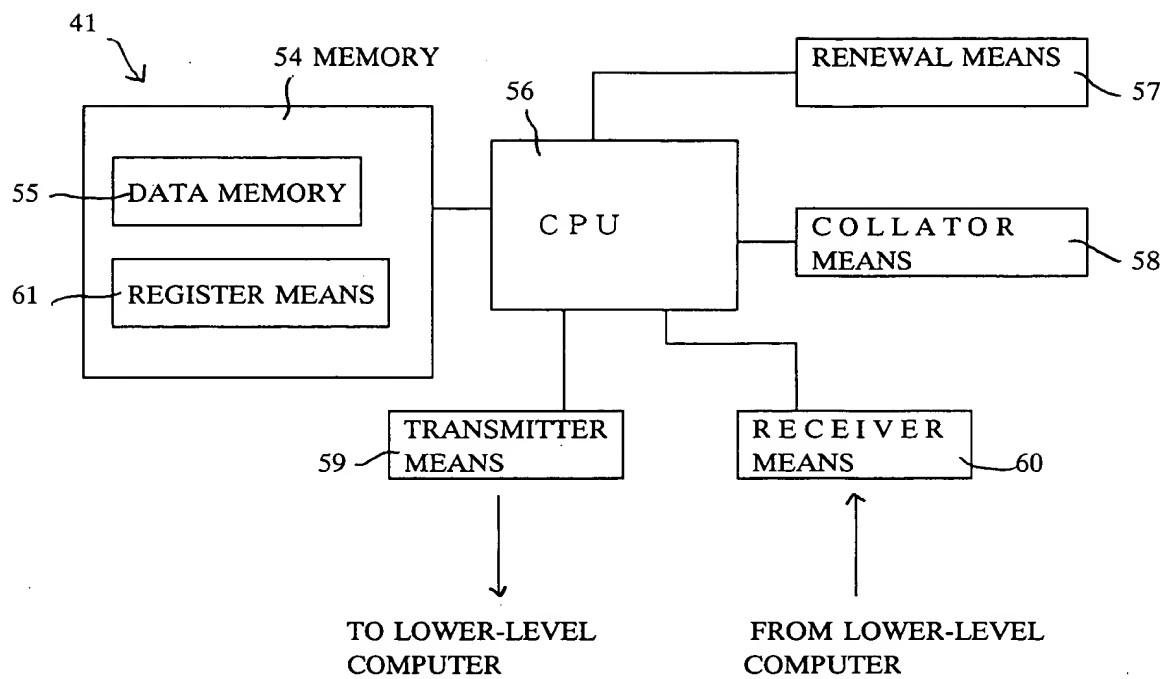 41
54 MEMORY
RENEWAL MEANS
57
56
55
DATA MEMORY
CPU
COLLATOR
MEANS
58
61
REGISTER MEANS
TRANSMITTER
MEANS
59
RECEIVER
MEANS
60
TO LOWER-LEVEL
COMPUTER
FROM LOWER-LEVEL
COMPUTER